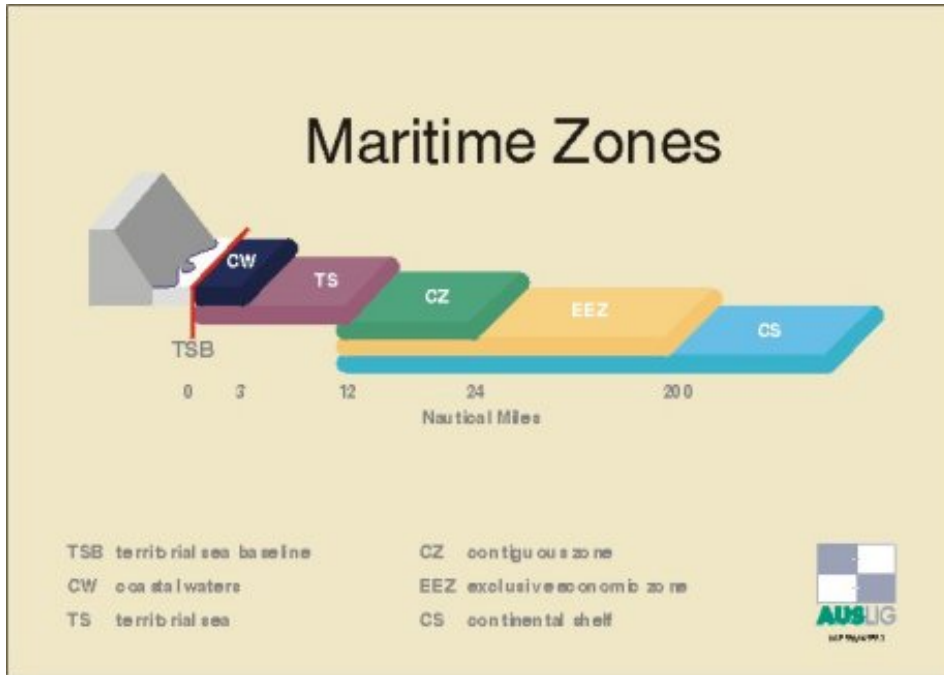 Maritime Zones
CW
TS
CZ
EEZ
CS
TSB
0 3 12 24 200
Nautical Miles
TSB territorial sea baseline
CW coastal waters
TS territorial sea
CZ contiguous zone
EEZ exclusive economic zone
CS continental shelf
AUSLIG